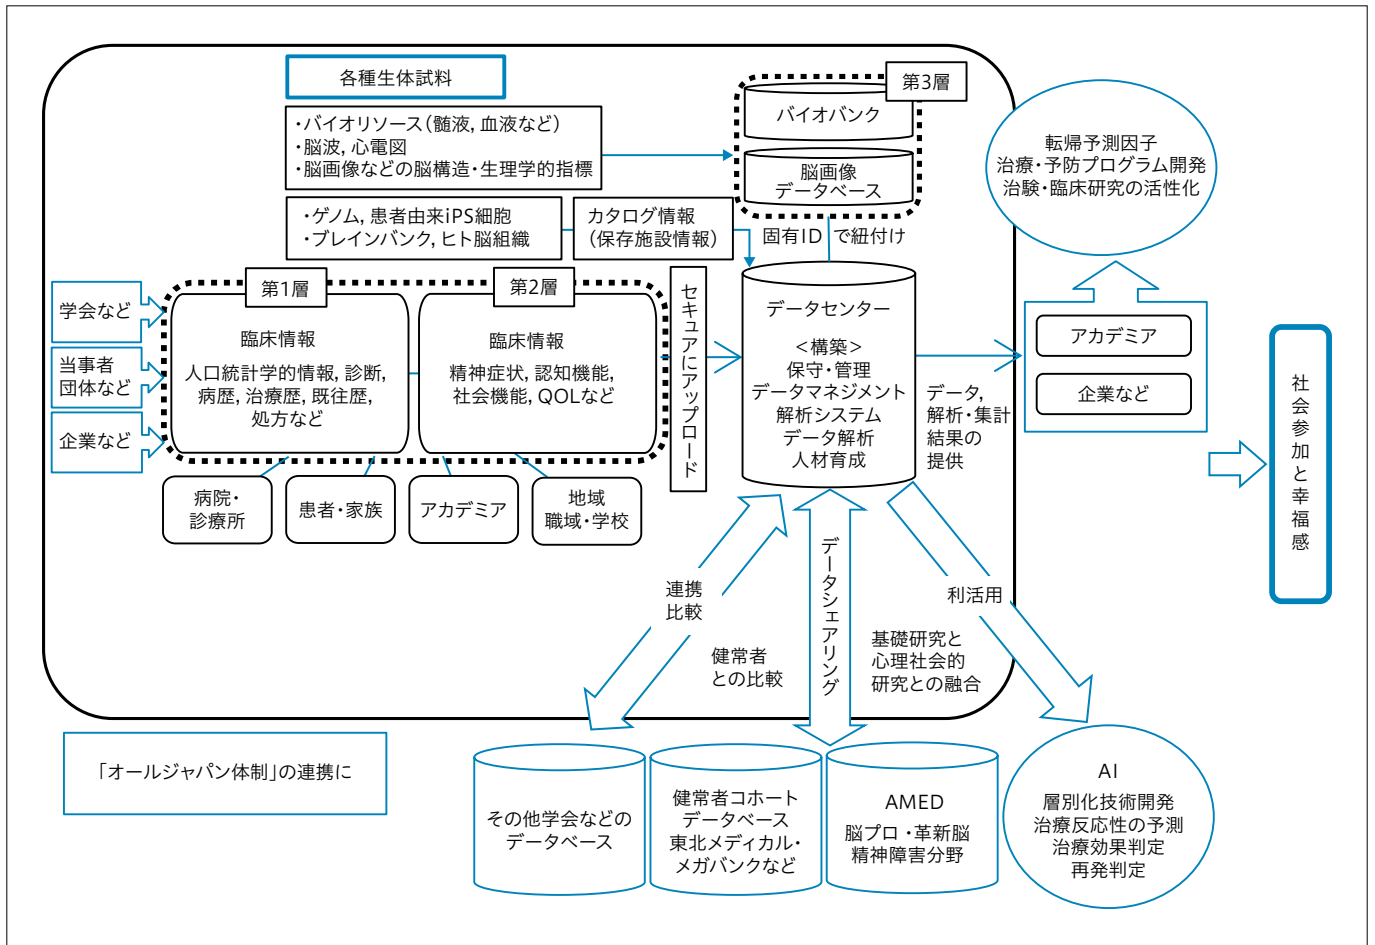 各種生体試料
・バイオリソース（髄液，血液など）
・脳波，心電図
・脳画像などの脳構造・生理学的指標
・ゲノム，患者由来iPS細胞
・ブレインバンク，ヒト脳組織
カタログ情報
（保存施設情報）
第3層
バイオバンク
脳画像
データベース
固有ID で紐付け
転帰予測因子
治療・予防プログラム開発
治験・臨床研究の活性化
学会など
当事者
団体など
企業など
第1層
臨床情報
人口統計学的情報，診断，
病歴，治療歴，既往歴，
処方など
第2層
臨床情報
精神症状，認知機能，
社会機能，QOLなど
セキュアにアップロード
データセンター
＜構築＞
保守・管理
データマネジメント
解析システム
データ解析
人材育成
データ，
解析・集計
結果の
提供
アカデミア
企業など
社会参加と幸福感
病院・
診療所
患者・家族
アカデミア
地域
職域・学校
連携
比較
健常者
との比較
データシェアリング
基礎研究と
心理社会的
研究との融合
利活用
「オールジャパン体制」の連携に
その他学会などの
データベース
健常者コホート
データベース
東北メディカル・
メガバンクなど
AMED
脳プロ・革新脳
精神障害分野
AI
層別化技術開発
治療反応性の予測
治療効果判定
再発判定